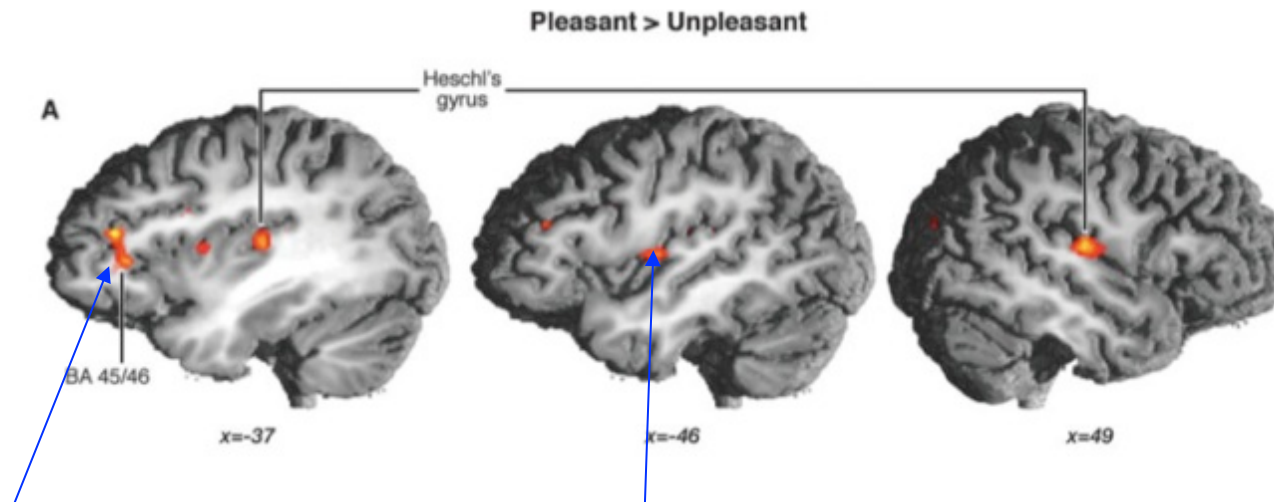 Pleasant > Unpleasant
Heschl's
gyrus
A
BA 45/46
x=-37
x=-46
x=49